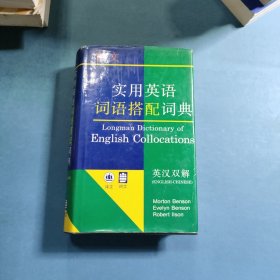 实用英语
词语搭配词典
Longman Dictionary of
English Collocations
英汉双解
(ENGLISH-CHINESE)
Morton Benson
Evelyn Benson
Robert Ilson